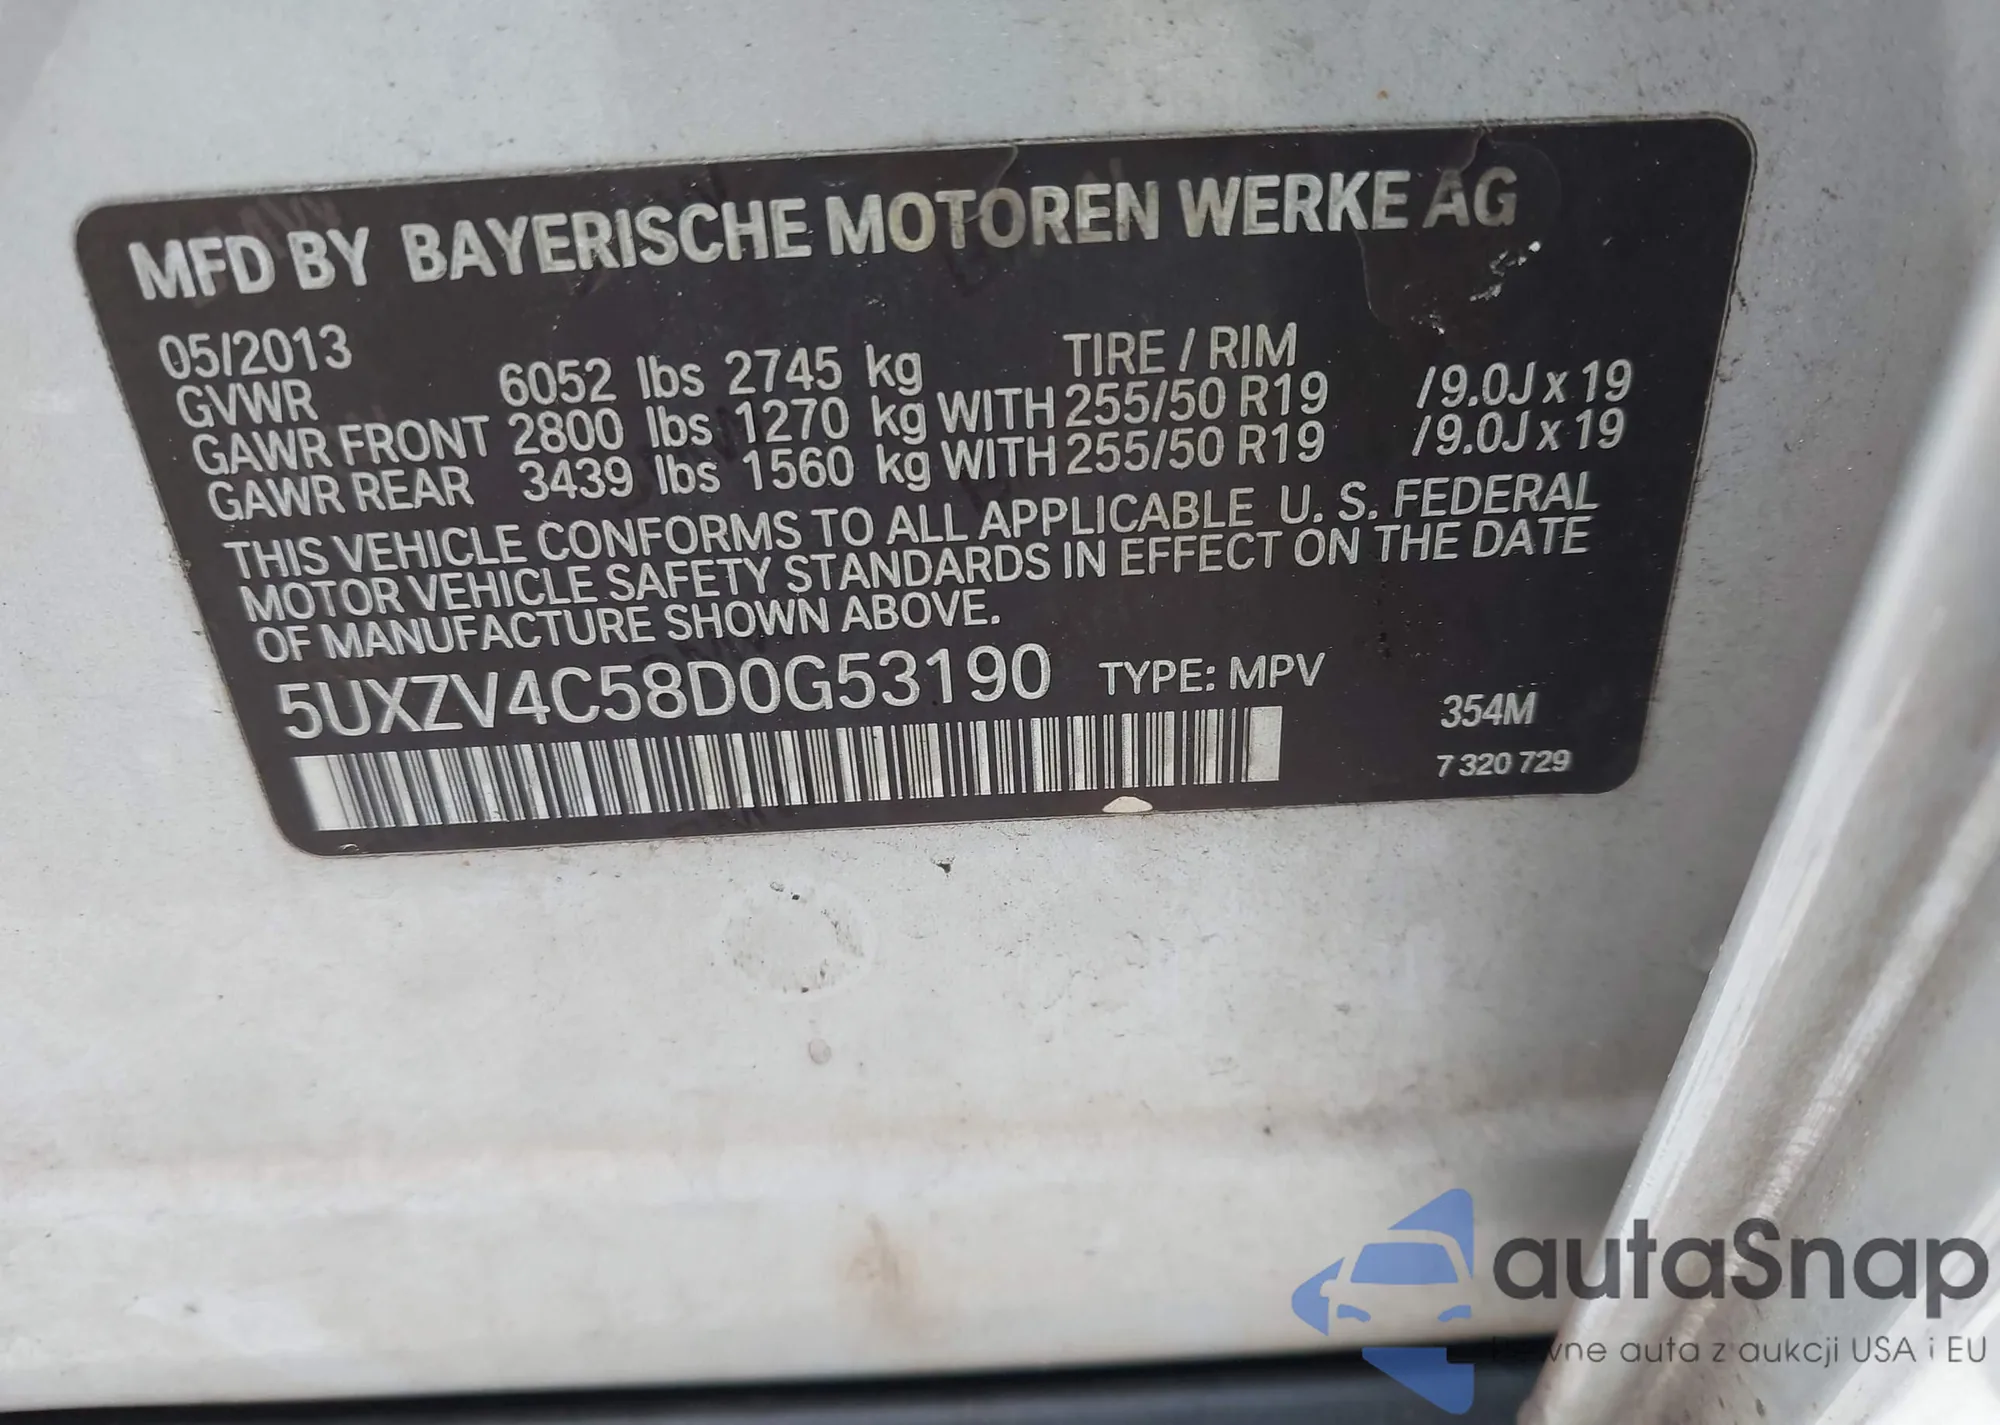 MFD BY BAYERISCHE MOTOREN WERKE AG
05/2013 TIRE / RIM
GVWR 6052 lbs 2745 kg
GAWR FRONT 2800 lbs 1270 kg WITH 255/50 R19 /9.0J x 19
GAWR REAR 3439 lbs 1560 kg WITH 255/50 R19 /9.0J x 19
THIS VEHICLE CONFORMS TO ALL APPLICABLE U. S. FEDERAL
MOTOR VEHICLE SAFETY STANDARDS IN EFFECT ON THE DATE
OF MANUFACTURE SHOWN ABOVE.
5UXZV4C58D0G53190 TYPE: MPV
354M
7 320 729
autaSnap
auta z aukcji USA i EU